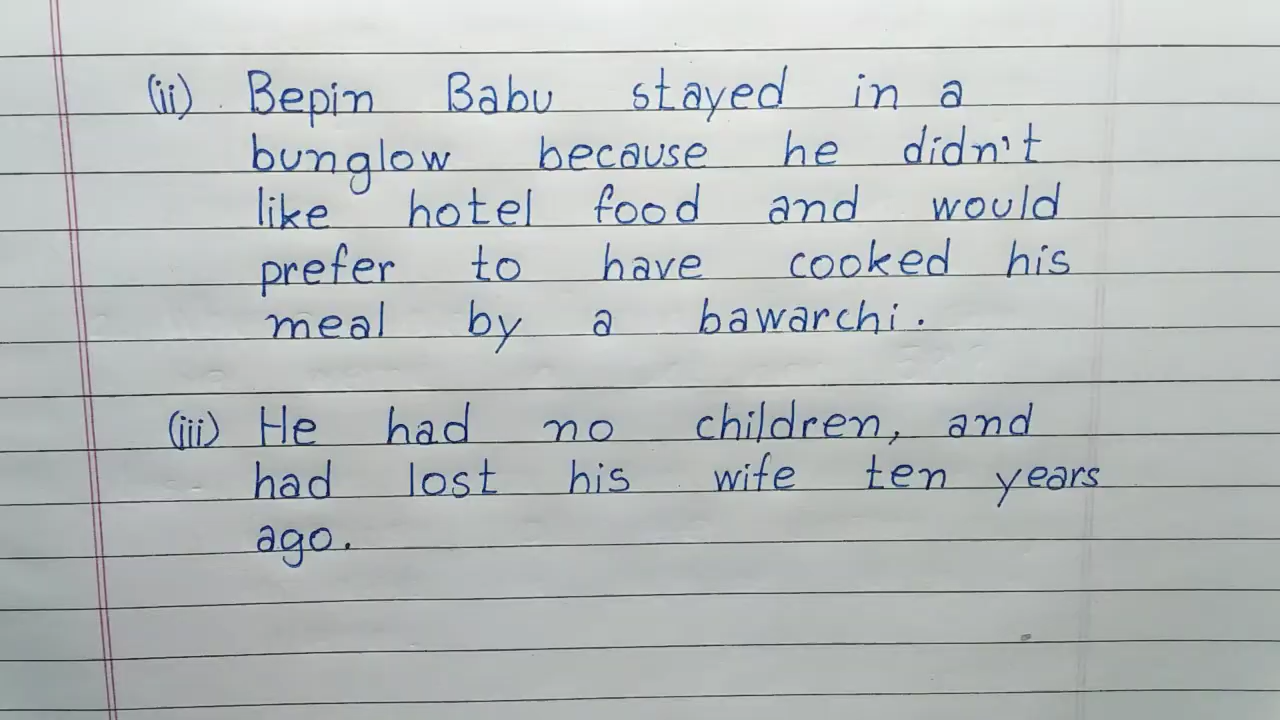 (ii) Bepin Babu stayed in a
bunglow because he didn't
like hotel food and would
prefer to have cooked his
meal by a bawarchi.
(iii) He had no children, and
had lost his wife ten years
ago.